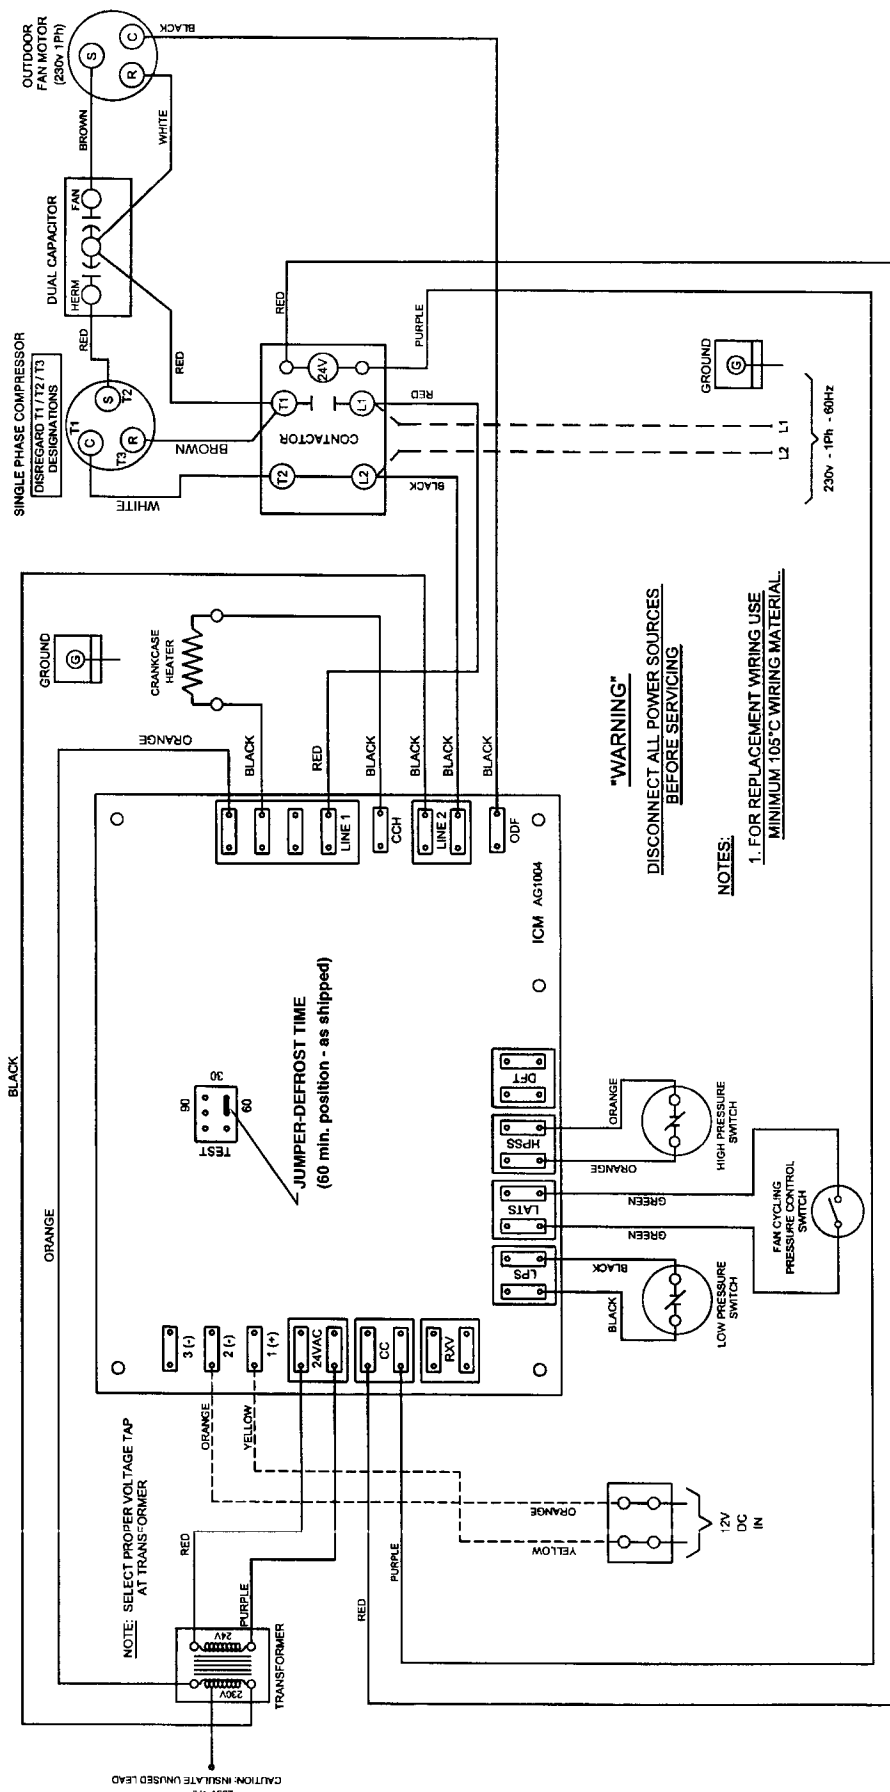 OUTDOOR
FAN MOTOR
(230v 1Ph)
S
C
R
BLACK
BROWN
WHITE
DUAL CAPACITOR
FAN
HERM
RED
RED
SINGLE PHASE COMPRESSOR
DISREGARD T1 / T2 / T3
DESIGNATIONS
T1
T2
T3
C
S
R
WHITE
BROWN
CONTACTOR
T1
T2
L1
L2
24V
RED
PURPLE
RED
BLACK
GROUND
G
L1
L2
230v - 1Ph - 60Hz
GROUND
G
CRANKCASE
HEATER
ORANGE
BLACK
RED
BLACK
BLACK
BLACK
BLACK
LINE 1
CCH
LINE 2
ODF
ICM AG1004
"WARNING"
DISCONNECT ALL POWER SOURCES
BEFORE SERVICING
NOTES:
1. FOR REPLACEMENT WIRING USE
MINIMUM 105°C WIRING MATERIAL.
BLACK
ORANGE
TEST
90
30
60
JUMPER-DEFROST TIME
(60 min. position - as shipped)
DFT
HPSS
LATS
LPS
ORANGE
ORANGE
HIGH PRESSURE
SWITCH
GREEN
GREEN
FAN CYCLING
PRESSURE CONTROL
SWITCH
BLACK
BLACK
LOW PRESSURE
SWITCH
3 (-)
2 (-)
1 (+)
24VAC
CC
RXV
NOTE: SELECT PROPER VOLTAGE TAP
AT TRANSFORMER
ORANGE
YELLOW
RED
PURPLE
RED
PURPLE
ORANGE
YELLOW
12V
DC
IN
24V
230V
TRANSFORMER
CAUTION: INSULATE UNUSED LEAD